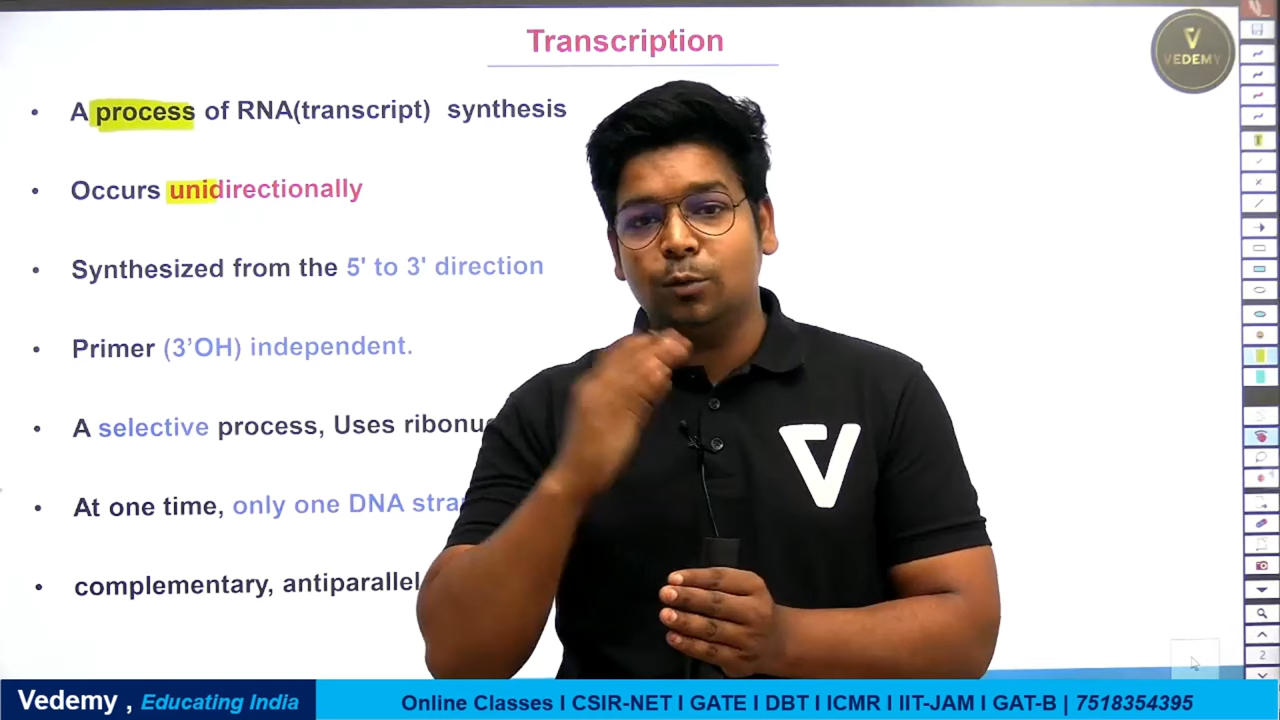 Transcription
VEDEMY
• A process of RNA(transcript) synthesis
• Occurs unidirectionally
• Synthesized from the 5' to 3' direction
• Primer (3’OH) independent.
• A selective process, Uses
• At one time, only one DNA
• complementary, antiparallel
2
Vedemy , Educating India
Online Classes I CSIR-NET I GATE I DBT I ICMR I IIT-JAM I GAT-B | 7518354395